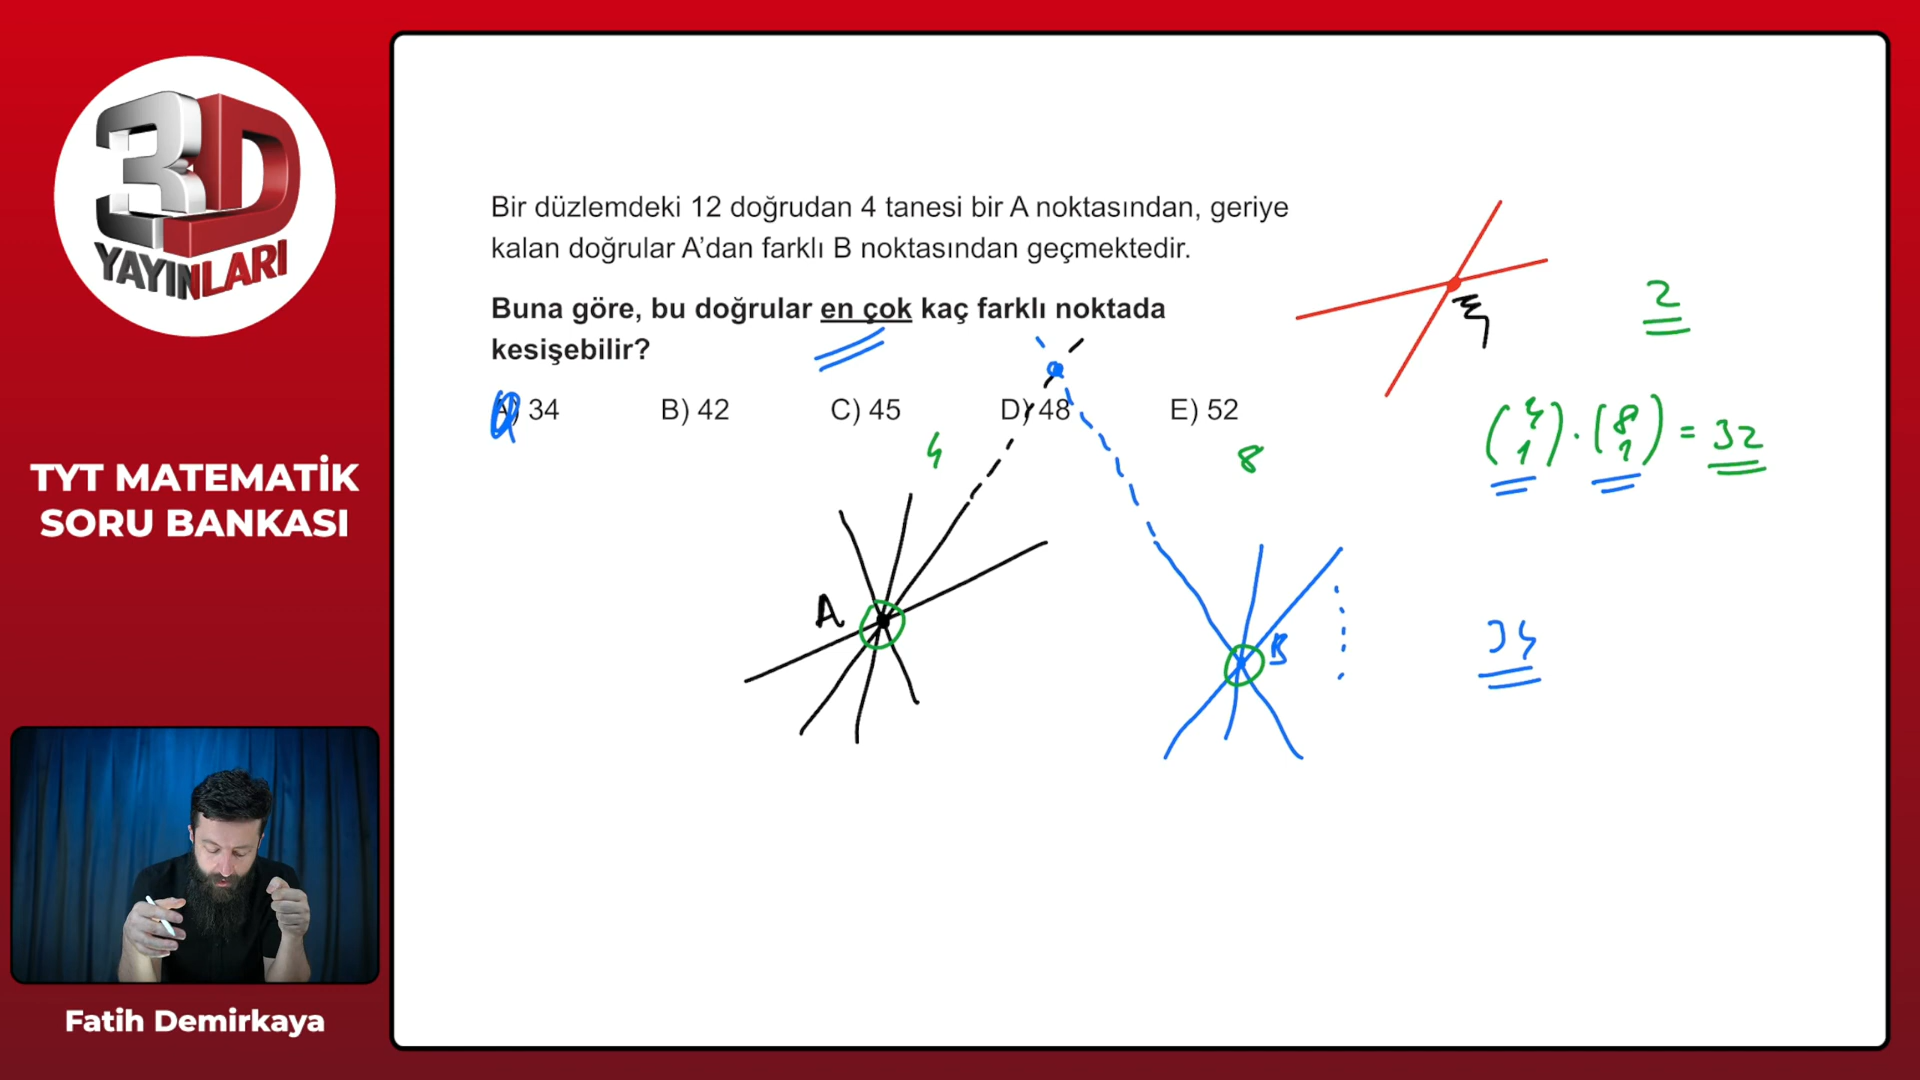 3D
YAYINLARI
TYT MATEMATİK
SORU BANKASI
Fatih Demirkaya
Bir düzlemdeki 12 doğrudan 4 tanesi bir A noktasından, geriye
kalan doğrular A’dan farklı B noktasından geçmektedir.
Buna göre, bu doğrular en çok kaç farklı noktada
kesişebilir?
A) 34 B) 42 C) 45 D) 48 E) 52
2
(4 1) · (8 1) = 32
4 8
A B
34